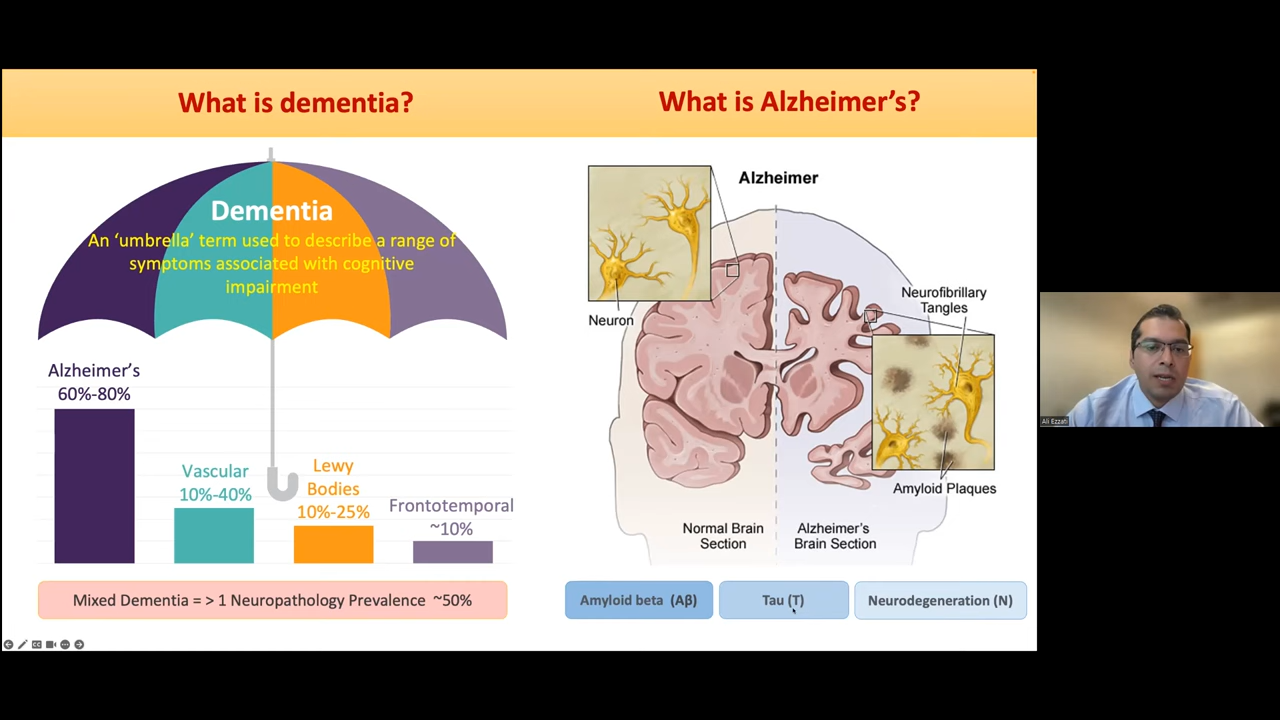 What is dementia?
Dementia
An ‘umbrella’ term used to describe a range of
symptoms associated with cognitive
impairment
Alzheimer’s
60%-80%
Vascular
10%-40%
Lewy
Bodies
10%-25%
Frontotemporal
~10%
Mixed Dementia = > 1 Neuropathology Prevalence ~50%
What is Alzheimer’s?
Alzheimer
Neuron
Neurofibrillary
Tangles
Amyloid Plaques
Normal Brain
Section
Alzheimer’s
Brain Section
Amyloid beta (Aβ)
Tau (T)
Neurodegeneration (N)
Ali Ezzati